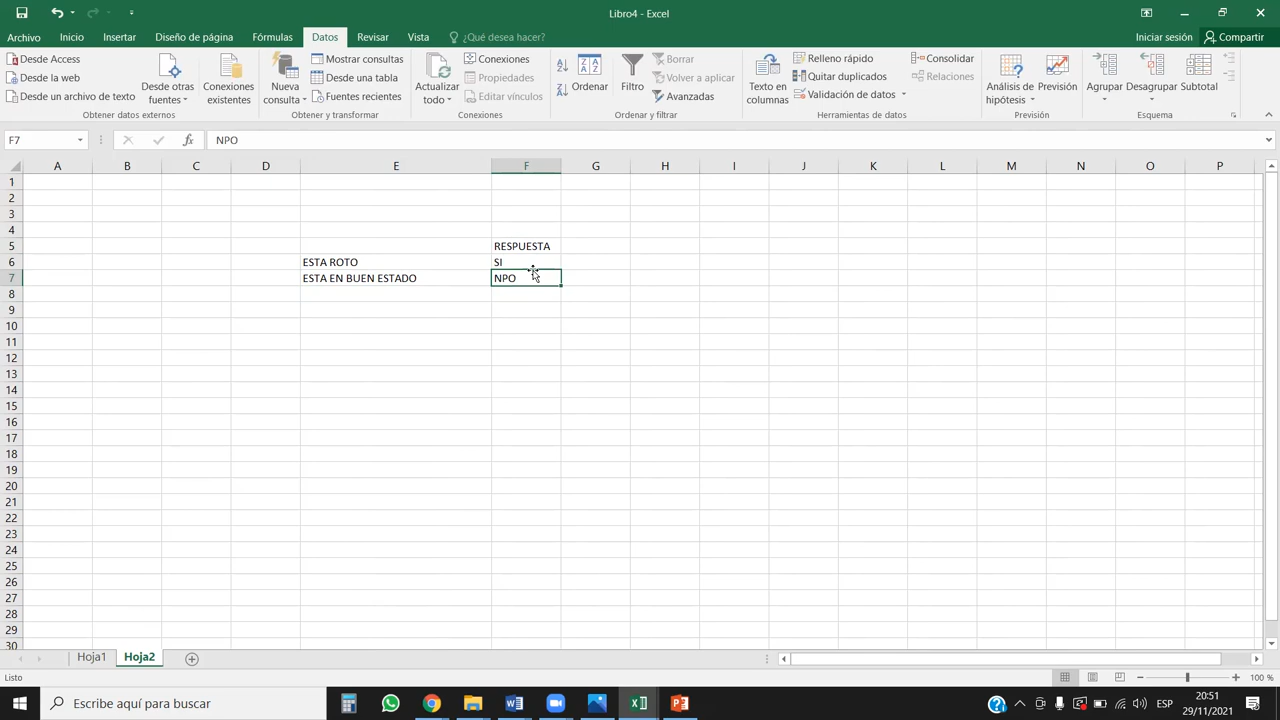 Libro4 - Excel
Archivo Inicio Insertar Diseño de página Fórmulas Datos Revisar Vista ¿Qué desea hacer? Iniciar sesión Compartir
Desde Access
Desde la web
Desde un archivo de texto
Desde otras fuentes
Conexiones existentes
Obtener datos externos
Nueva consulta
Mostrar consultas
Desde una tabla
Fuentes recientes
Obtener y transformar
Actualizar todo
Conexiones
Propiedades
Editar vínculos
Conexiones
Ordenar
Filtro
Borrar
Volver a aplicar
Avanzadas
Ordenar y filtrar
Texto en columnas
Relleno rápido
Quitar duplicados
Validación de datos
Consolidar
Relaciones
Herramientas de datos
Análisis de hipótesis
Previsión
Previsión
Agrupar
Desagrupar
Subtotal
Esquema
F7 fx NPO
A B C D E F G H I J K L M N O P
1
2
3
4
5 RESPUESTA
6 ESTA ROTO SI
7 ESTA EN BUEN ESTADO NPO
8
9
10
11
12
13
14
15
16
17
18
19
20
21
22
23
24
25
26
27
28
29
30
Hoja1 Hoja2
Listo 100 %
Escribe aquí para buscar ESP 20:51
29/11/2021